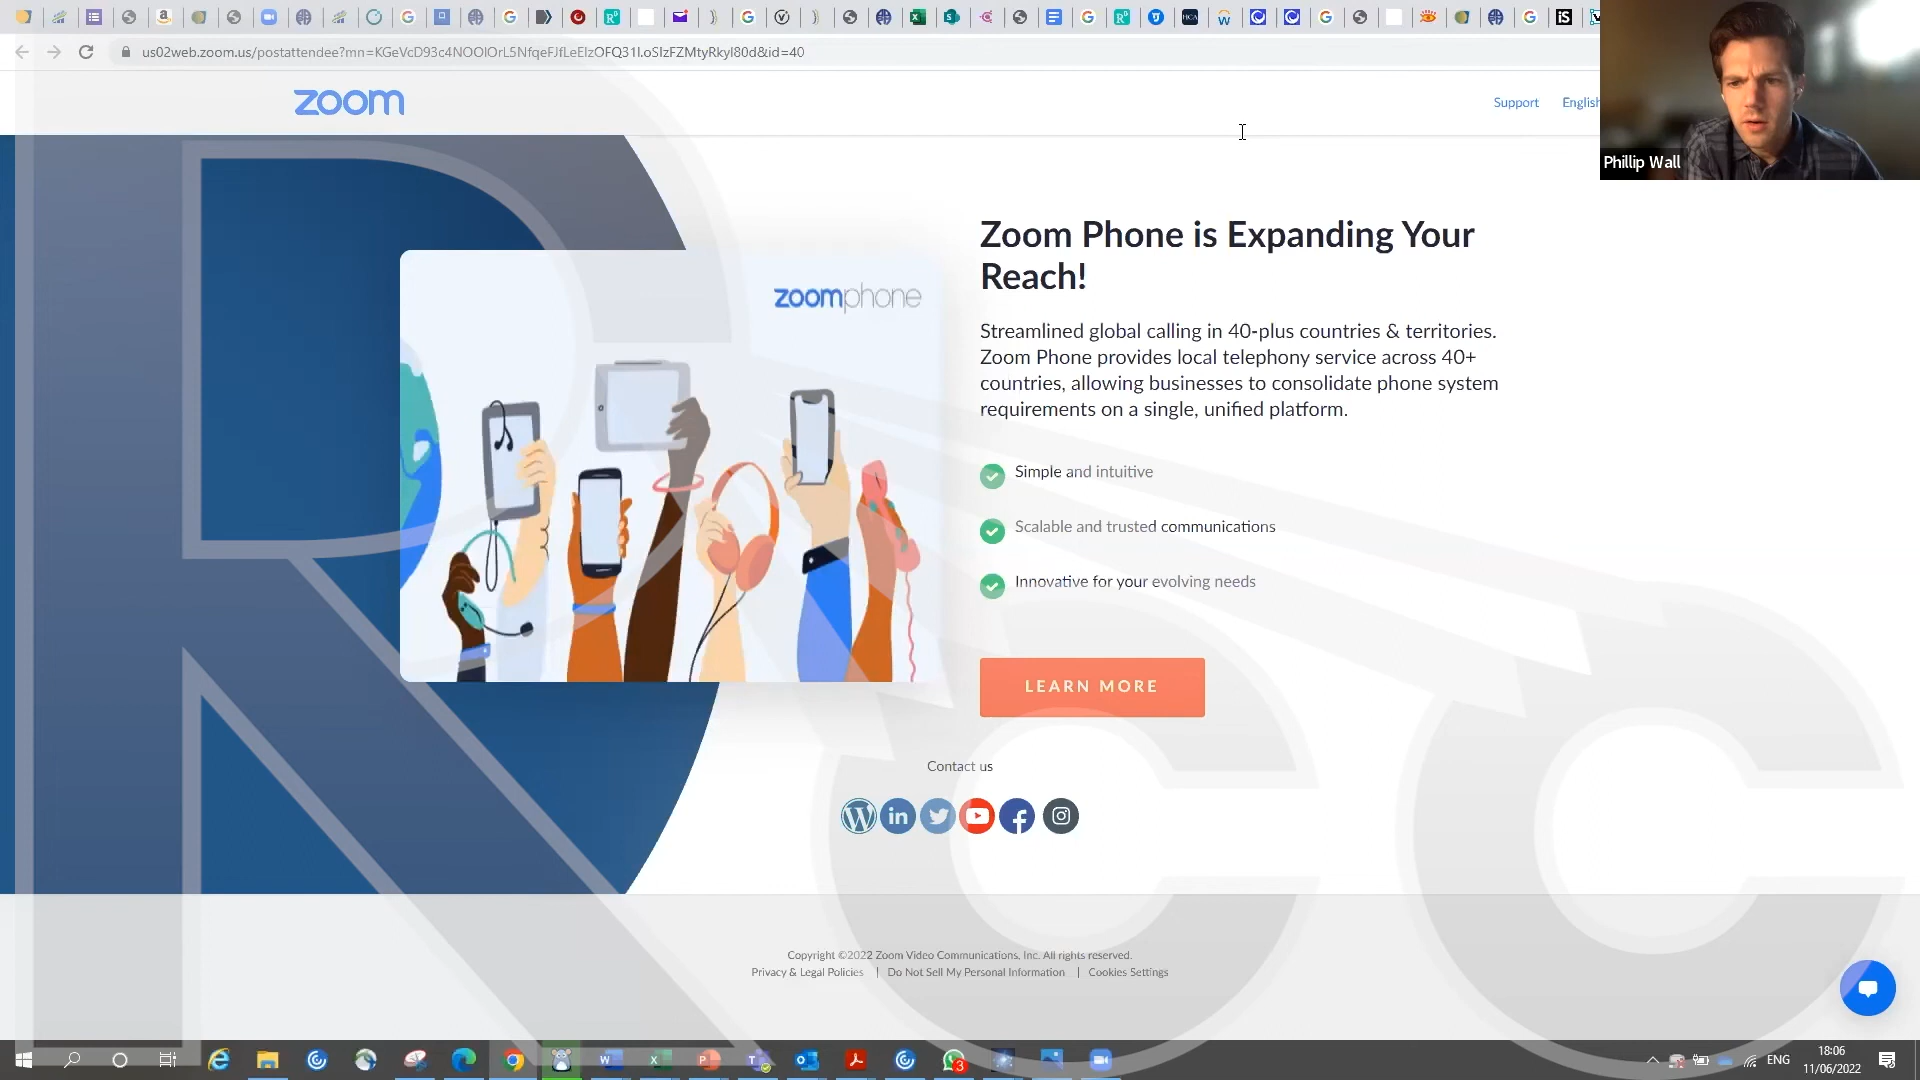 us02web.zoom.us/postattendee?mn=KGeVcD93c4NOOlOrL5NfqeFJfLeEIzOFQ31l.oSIzFZMtyRkyI80d&id=40
zoom
Support
English
Phillip Wall
Zoom Phone is Expanding Your
Reach!
zoomphone
Streamlined global calling in 40-plus countries & territories.
Zoom Phone provides local telephony service across 40+
countries, allowing businesses to consolidate phone system
requirements on a single, unified platform.
Simple and intuitive
Scalable and trusted communications
Innovative for your evolving needs
LEARN MORE
Contact us
Copyright ©2022 Zoom Video Communications, Inc. All rights reserved.
Privacy & Legal Policies | Do Not Sell My Personal Information | Cookies Settings
RCC
ENG
18:06
11/06/2022
3